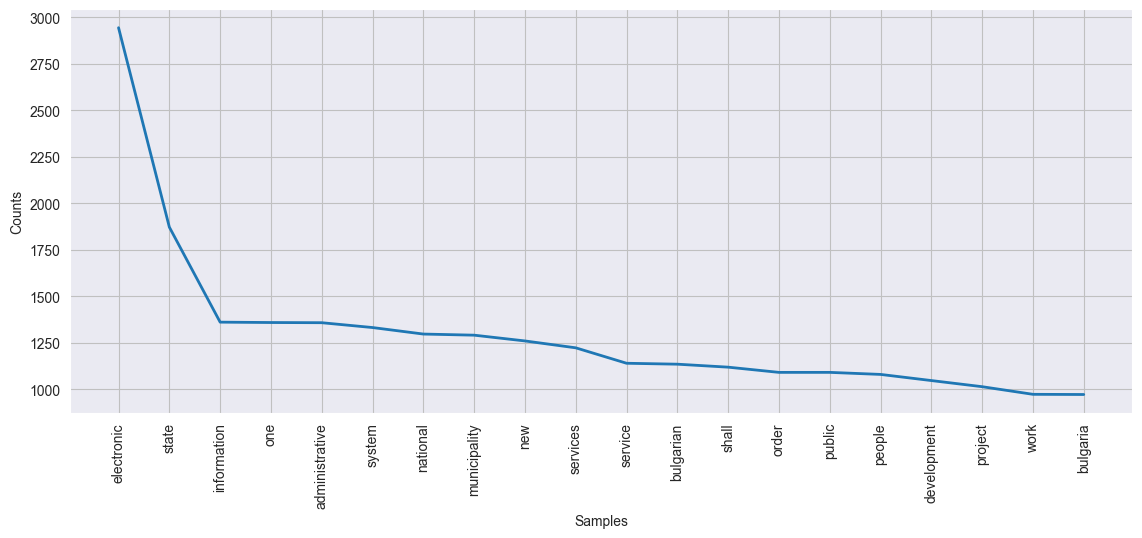 3000
2750
2500
2250
2000
1750
1500
1250
1000
Counts
electronic
state
information
one
administrative
system
national
municipality
new
services
service
bulgarian
shall
order
public
people
development
project
work
bulgaria
Samples